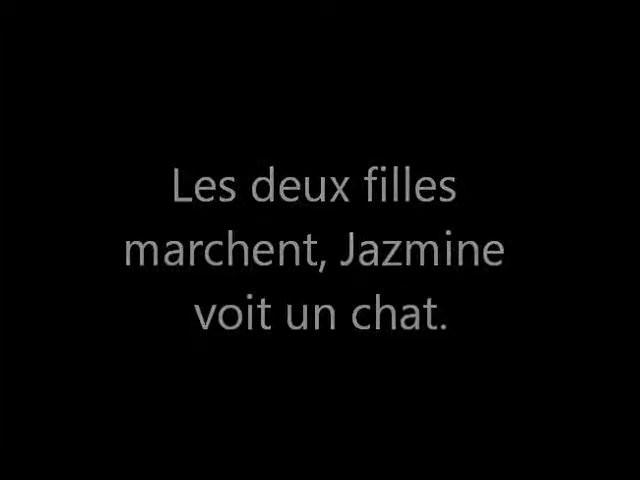 Les deux filles
marchent, Jazmine
voit un chat.